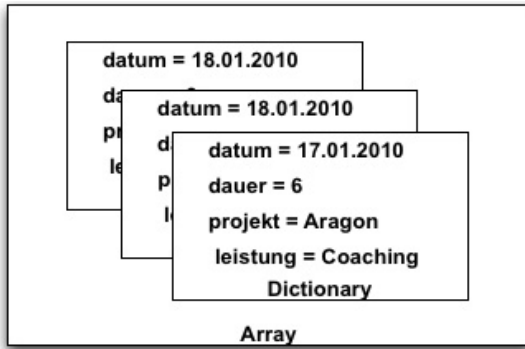 datum = 18.01.2010
datum = 18.01.2010
datum = 17.01.2010
dauer = 6
projekt = Aragon
leistung = Coaching
Dictionary
Array